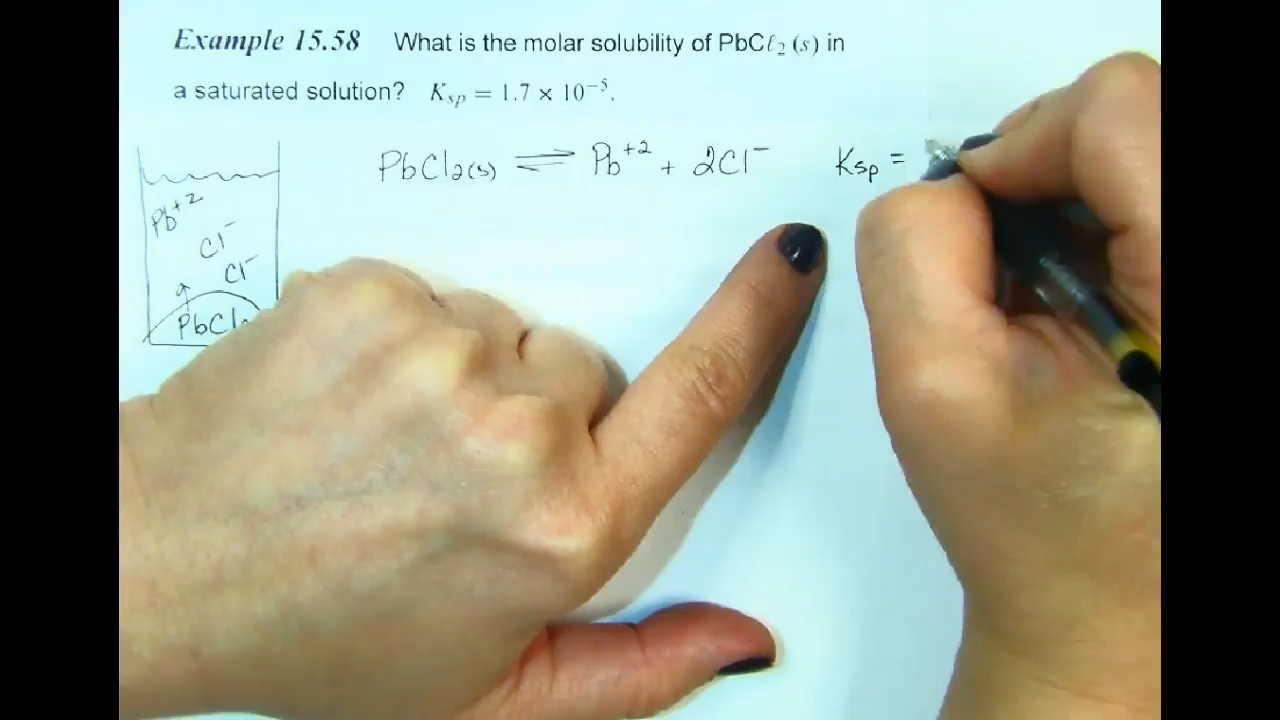 Example 15.58 What is the molar solubility of PbCℓ₂ (s) in
a saturated solution? Kₛₚ = 1.7 × 10⁻⁵.
PbCl₂(s) ⇌ Pb⁺² + 2Cl⁻ Ksp =
Pb⁺²
Cl⁻
Cl⁻